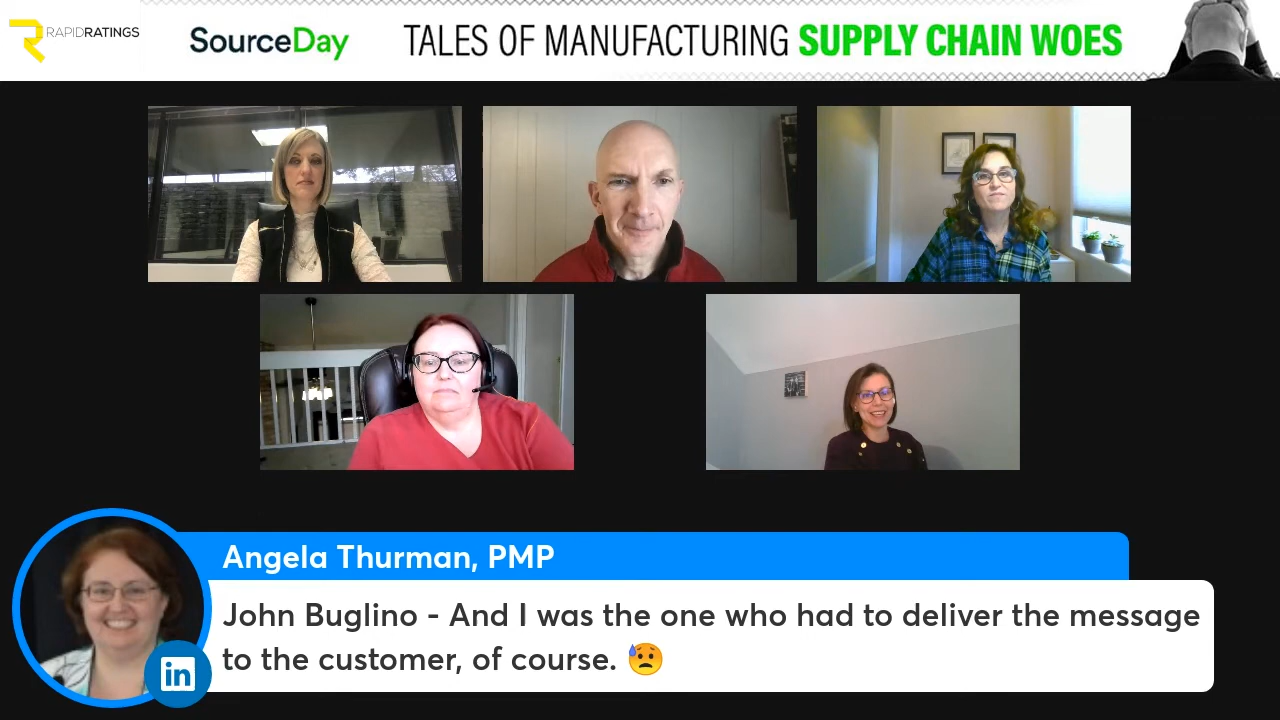 RAPIDRATINGS
SourceDay
TALES OF MANUFACTURING SUPPLY CHAIN WOES
Angela Thurman, PMP
John Buglino - And I was the one who had to deliver the message
to the customer, of course. 😥
in